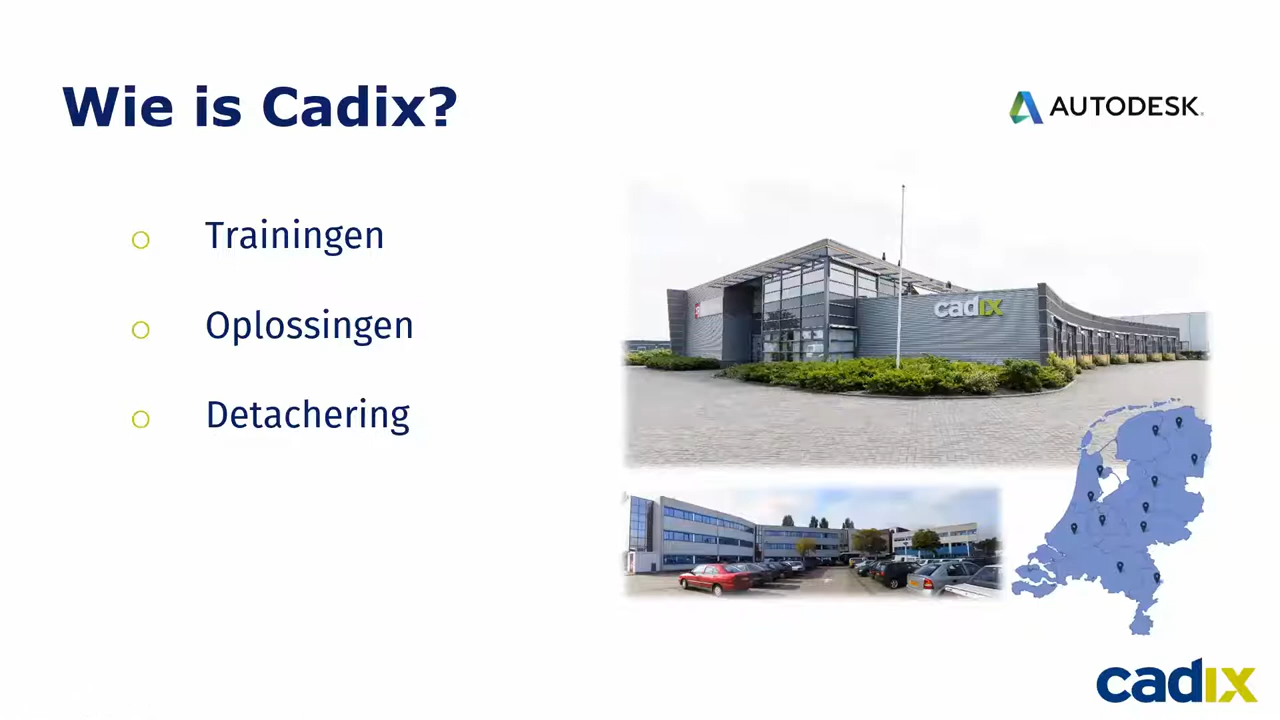 Wie is Cadix?
AUTODESK.
o Trainingen
o Oplossingen
o Detachering
cadix
cadix